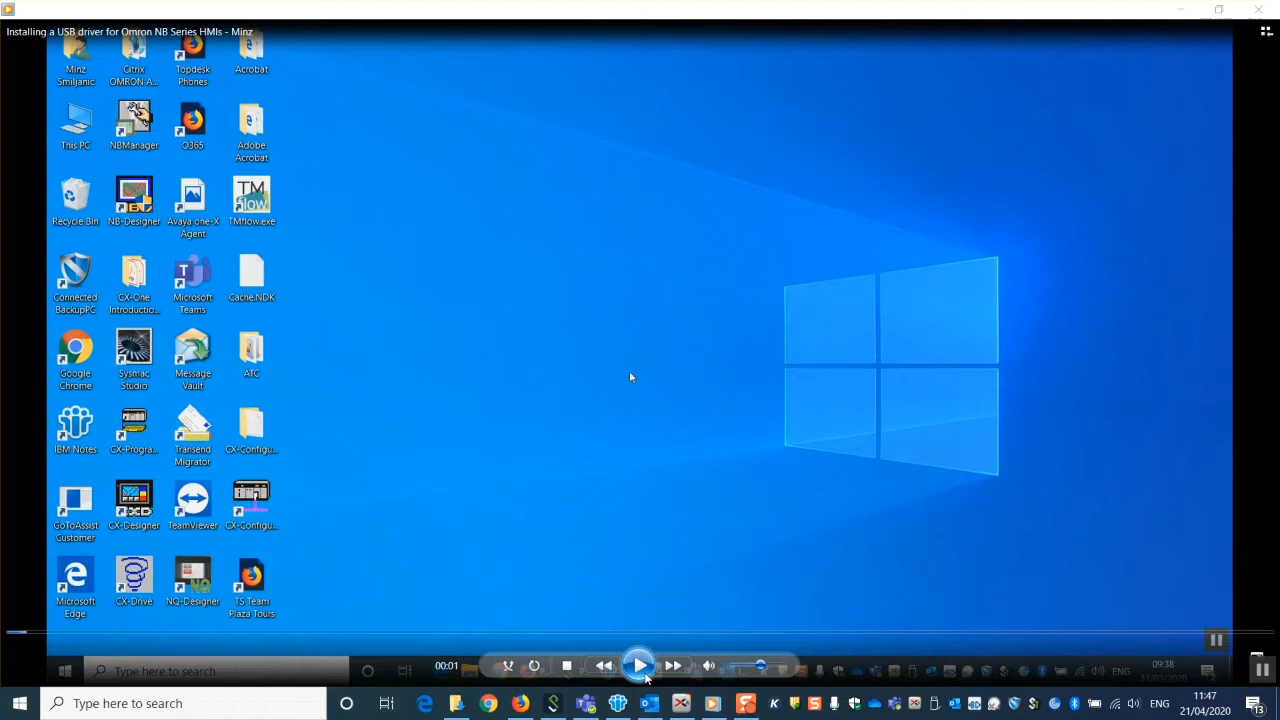 Installing a USB driver for Omron NB Series HMIs - Minz
Minz
Smiljanic
Citrix
OMRON A...
Topdesk
Phones
Acrobat
This PC
NBManager
O365
Adobe
Acrobat
Recycle Bin
NB-Designer
Avaya one-X
Agent
TM
flow
TMflow.exe
Connected
BackupPC
CX-One
Introductio...
Microsoft
Teams
Cache.NDK
Google
Chrome
Sysmac
Studio
Message
Vault
ATC
IBM Notes
CX-Progra...
Transend
Migrator
CX-Configu...
GoToAssist
Customer
CX-Designer
TeamViewer
CX-Configu...
Microsoft
Edge
CX-Drive
NQ-Designer
TS Team
Plaza Tours
Type here to search
00:01
ENG
09:38
Type here to search
ENG
11:47
21/04/2020
13